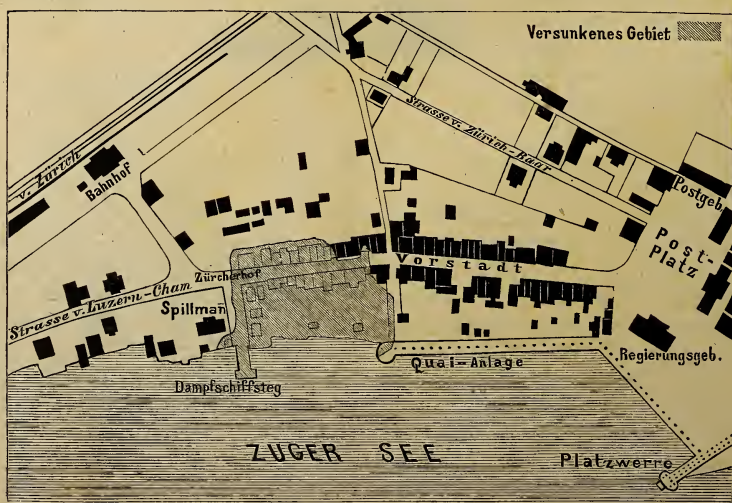 Versunkenes Gebiet
Strasse v. Zürich-Baar
v. Zürich
Bahnhof
Postgeb.
Post-
Platz
Vorstadt
Zürcherhof
Strasse v. Luzern-Cham
Spillman
Regierungsgeb.
Quai-Anlage
Dampfschiffsteg
ZUGER SEE
Platzwerre